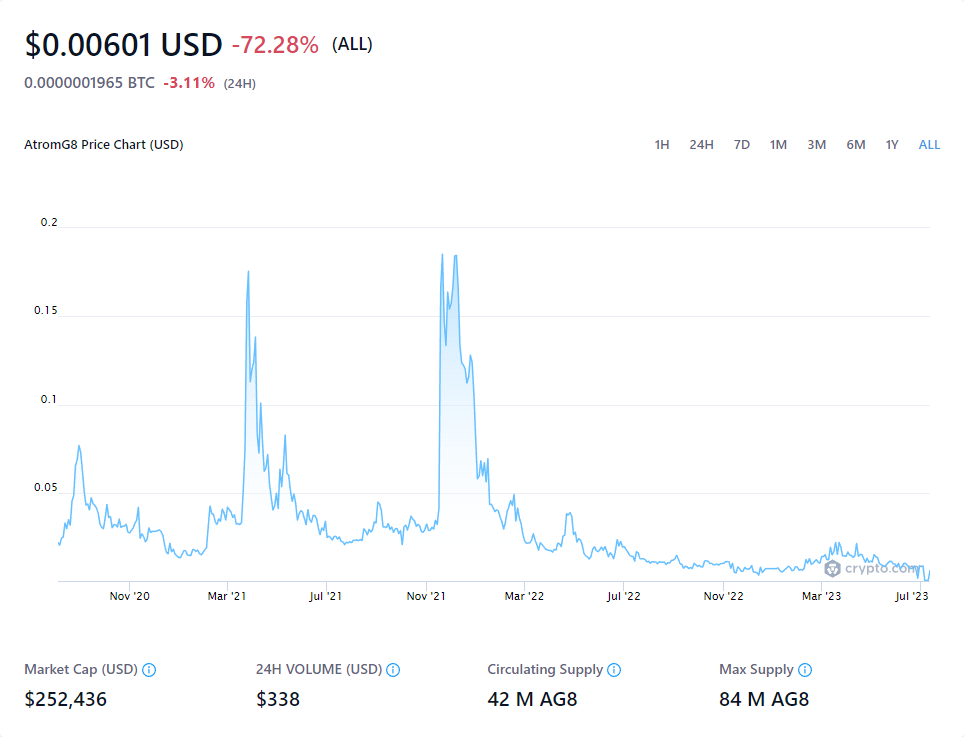 $0.00601 USD -72.28% (ALL)
0.0000001965 BTC -3.11% (24H)
AtromG8 Price Chart (USD) 1H 24H 7D 1M 3M 6M 1Y ALL
0.2
0.15
0.1
0.05
crypto.com
Nov '20 Mar '21 Jul '21 Nov '21 Mar '22 Jul '22 Nov '22 Mar '23 Jul '23
Market Cap (USD) 24H VOLUME (USD) Circulating Supply Max Supply
$252,436 $338 42 M AG8 84 M AG8